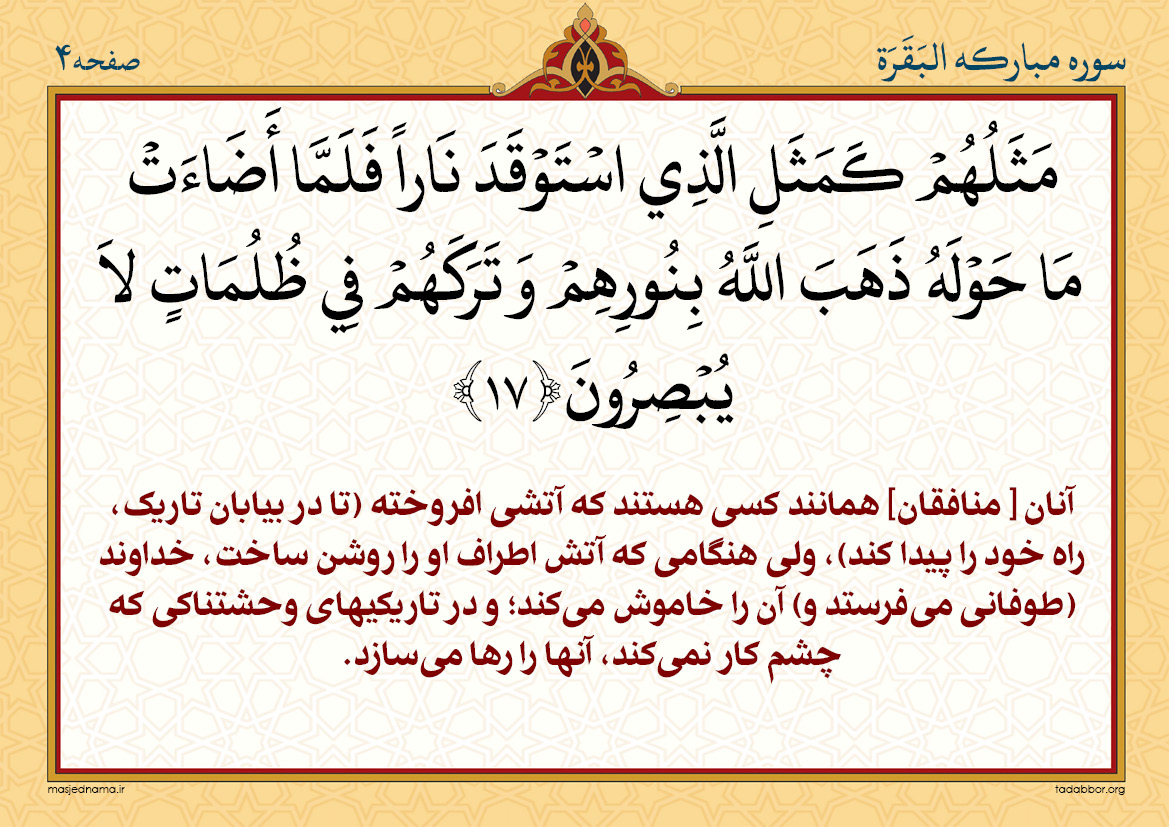 سوره مبارکه البَقَرَة
صفحه۴
مَثَلُهُمْ كَمَثَلِ الَّذِي اسْتَوْقَدَ نَاراً فَلَمَّا أَضَاءَتْ
مَا حَوْلَهُ ذَهَبَ اللَّهُ بِنُورِهِمْ وَ تَرَكَهُمْ فِي ظُلُمَاتٍ لاَ
يُبْصِرُونَ ﴿۱۷﴾
آنان [ منافقان] همانند کسی هستند که آتشی افروخته (تا در بیابان تاریک،
راه خود را پیدا کند)، ولی هنگامی که آتش اطراف او را روشن ساخت، خداوند
(طوفانی می‌فرستد و) آن را خاموش می‌کند؛ و در تاریکیهای وحشتناکی که
چشم کار نمی‌کند، آنها را رها می‌سازد.
masjednama.ir
tadabbor.org